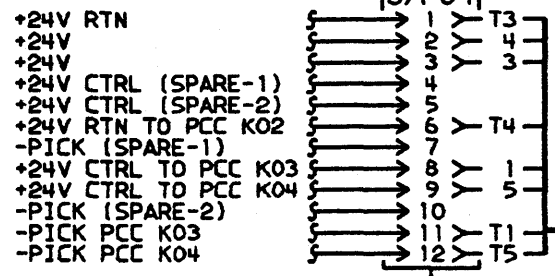 +24V RTN 1 T3
+24V 2 4
+24V 3 3
+24V CTRL (SPARE-1) 4
+24V CTRL (SPARE-2) 5
+24V RTN TO PCC K02 6 T4
-PICK (SPARE-1) 7
+24V CTRL TO PCC K03 8 1
+24V CTRL TO PCC K04 9 5
-PICK (SPARE-2) 10
-PICK PCC K03 11 T1
-PICK PCC K04 12 T5